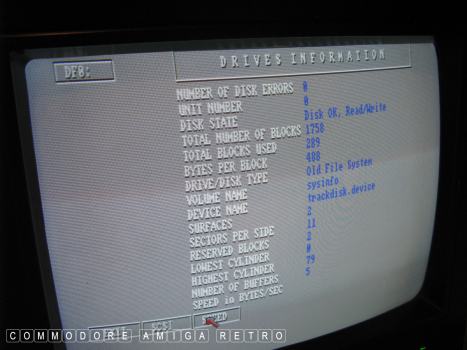 DRIVES INFORMATION
DF0:
NUMBER OF DISK ERRORS 0
UNIT NUMBER 0
DISK STATE Disk OK, Read/Write
TOTAL NUMBER OF BLOCKS 1758
TOTAL BLOCKS USED 289
BYTES PER BLOCK 488
DRIVE/DISK TYPE Old File System
VOLUME NAME sysinfo
DEVICE NAME trackdisk.device
SURFACES 2
SECTORS PER SIDE 11
RESERVED BLOCKS 2
LOWEST CYLINDER 0
HIGHEST CYLINDER 79
NUMBER OF BUFFERS 5
SPEED in BYTES/SEC
SCSI SPEED
COMMODORE AMIGA RETRO